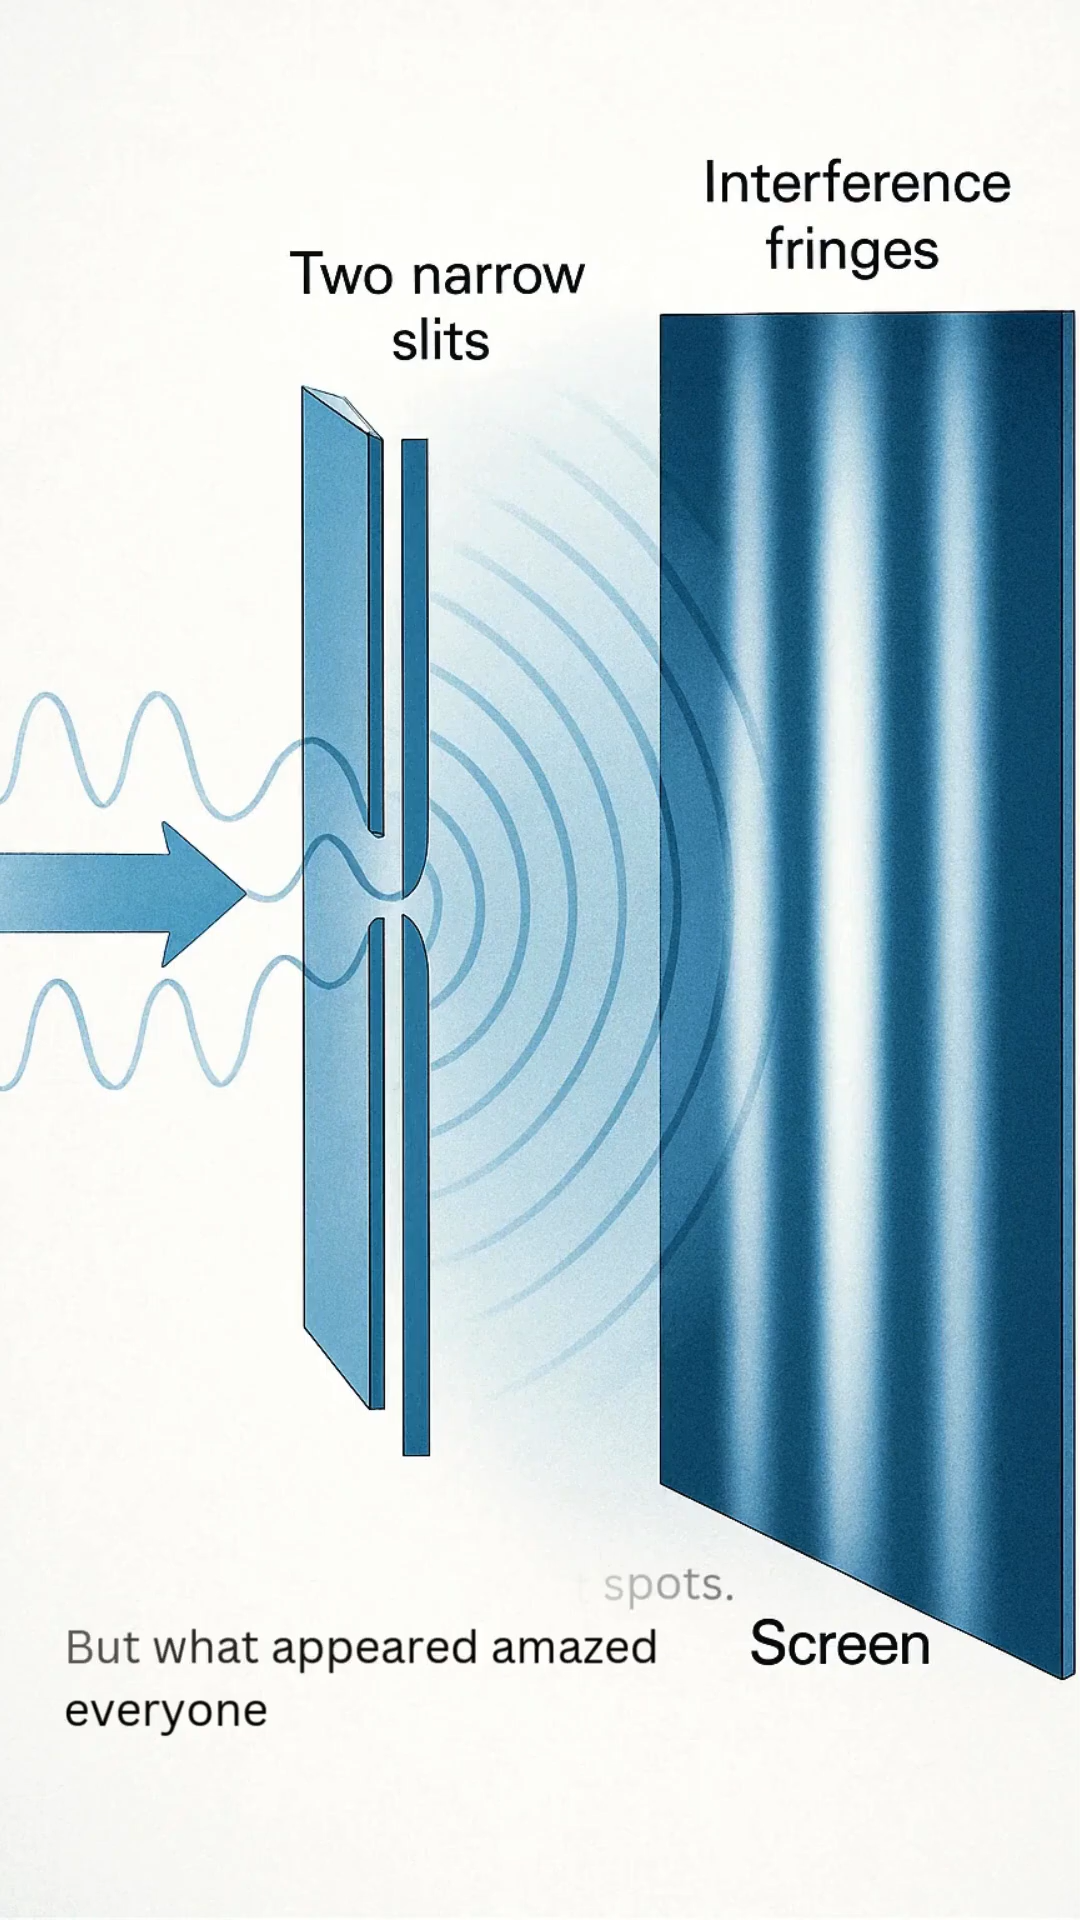 Interference
fringes
Two narrow
slits
spots.
But what appeared amazed
everyone
Screen